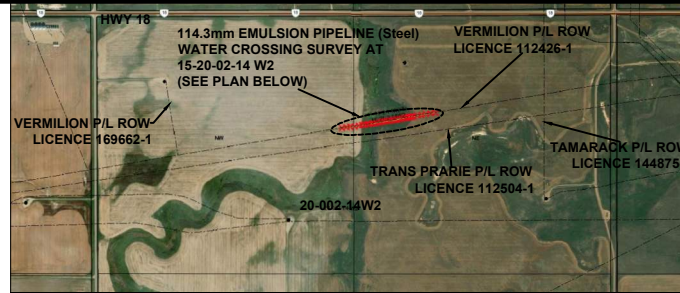 HWY 18
114.3mm EMULSION PIPELINE (Steel)
WATER CROSSING SURVEY AT
15-20-02-14 W2
(SEE PLAN BELOW)
VERMILION P/L ROW
LICENCE 112426-1
VERMILION P/L ROW
LICENCE 169662-1
NW
TRANS PRARIE P/L ROW
LICENCE 112504-1
TAMARACK P/L ROW
LICENCE 144875
20-002-14W2